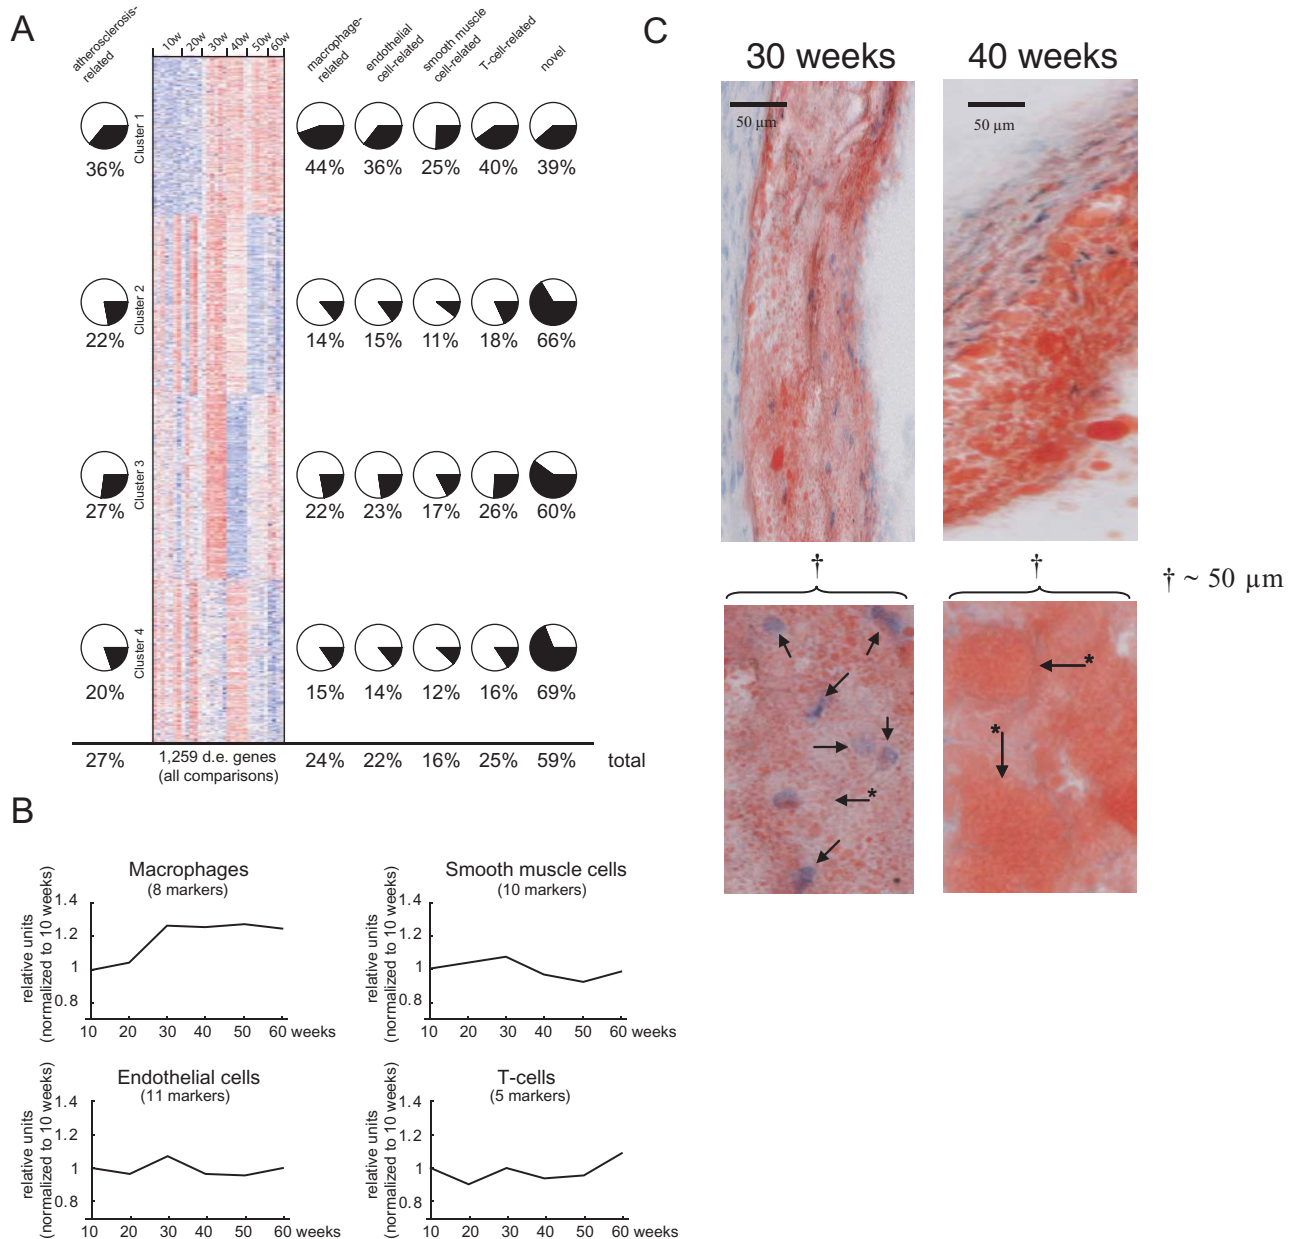 A
atherosclerosis-
related
10w 20w 30w 40w 50w 60w
macrophage-
related
endothelial
cell-related
smooth muscle
cell-related
T-cell-related
novel
Cluster 1
36% 44% 36% 25% 40% 39%
Cluster 2
22% 14% 15% 11% 18% 66%
Cluster 3
27% 22% 23% 17% 26% 60%
Cluster 4
20% 15% 14% 12% 16% 69%
27% 1,259 d.e. genes 24% 22% 16% 25% 59% total
(all comparisons)
B
Macrophages
(8 markers)
relative units
(normalized to 10 weeks)
1.4
1.2
1
0.8
10 20 30 40 50 60 weeks
Smooth muscle cells
(10 markers)
relative units
(normalized to 10 weeks)
1.4
1.2
1
0.8
10 20 30 40 50 60 weeks
Endothelial cells
(11 markers)
relative units
(normalized to 10 weeks)
1.4
1.2
1
0.8
10 20 30 40 50 60 weeks
T-cells
(5 markers)
relative units
(normalized to 10 weeks)
1.4
1.2
1
0.8
10 20 30 40 50 60 weeks
C
30 weeks 40 weeks
50 µm 50 µm
† †
† ~ 50 µm
*
*
*